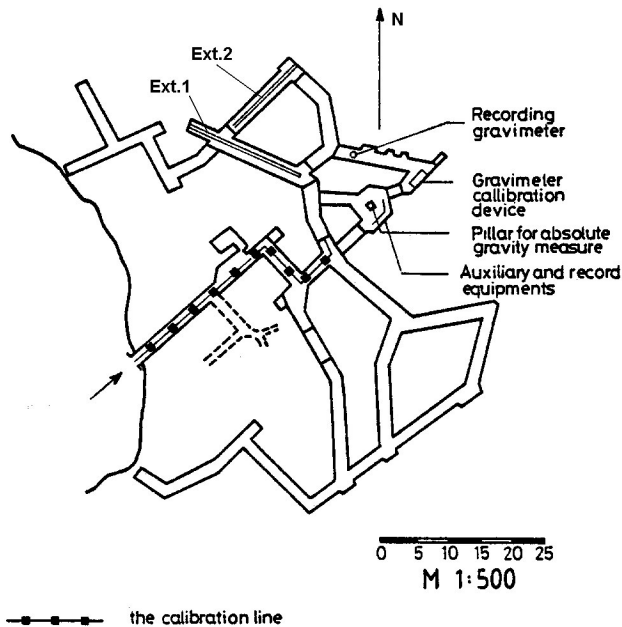 N
Ext.2
Ext.1
Recording
gravimeter
Gravimeter
callibration
device
Pillar for absolute
gravity measure
Auxiliary and record
equipments
0 5 10 15 20 25
M 1:500
the calibration line